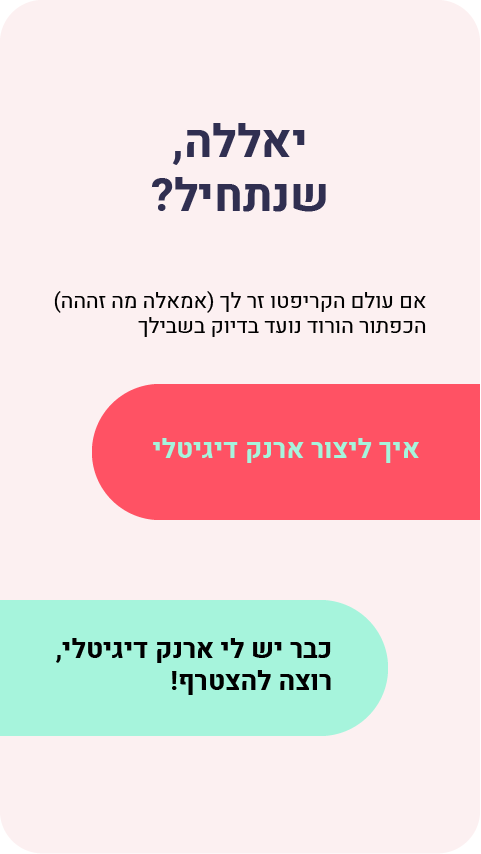 יאללה,
שנתחיל?
אם עולם הקריפטו זר לך (אמאלה מה זההה)
הכפתור הורוד נועד בדיוק בשבילך
איך ליצור ארנק דיגיטלי
כבר יש לי ארנק דיגיטלי,
רוצה להצטרף!